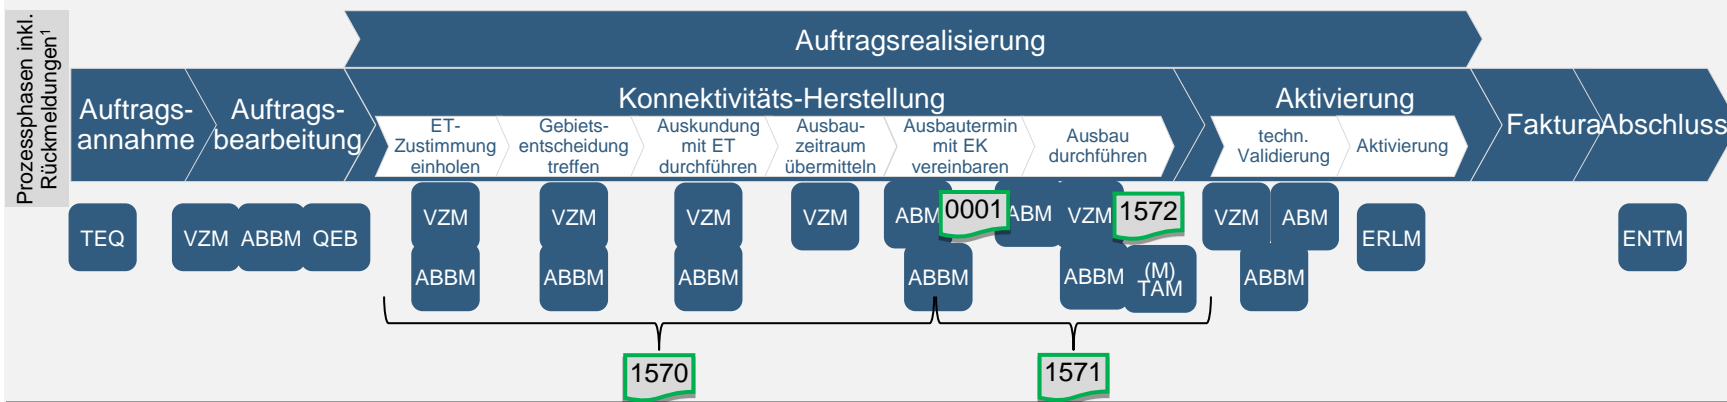 Prozessphasen inkl.
Rückmeldungen¹
Auftragsrealisierung
Auftrags-
annahme
Auftrags-
bearbeitung
Konnektivitäts-Herstellung
Aktivierung
Faktura
Abschluss
ET-
Zustimmung
einholen
Gebiets-
entscheidung
treffen
Auskundung
mit ET
durchführen
Ausbau-
zeitraum
übermitteln
Ausbautermin
mit EK
vereinbaren
Ausbau
durchführen
techn.
Validierung
Aktivierung
TEQ
VZM
ABBM
QEB
VZM
ABBM
VZM
ABBM
VZM
ABBM
VZM
ABM
0001
ABBM
ABM
VZM
1572
ABBM
(M)
TAM
VZM
ABM
ABBM
ERLM
ENTM
1570
1571